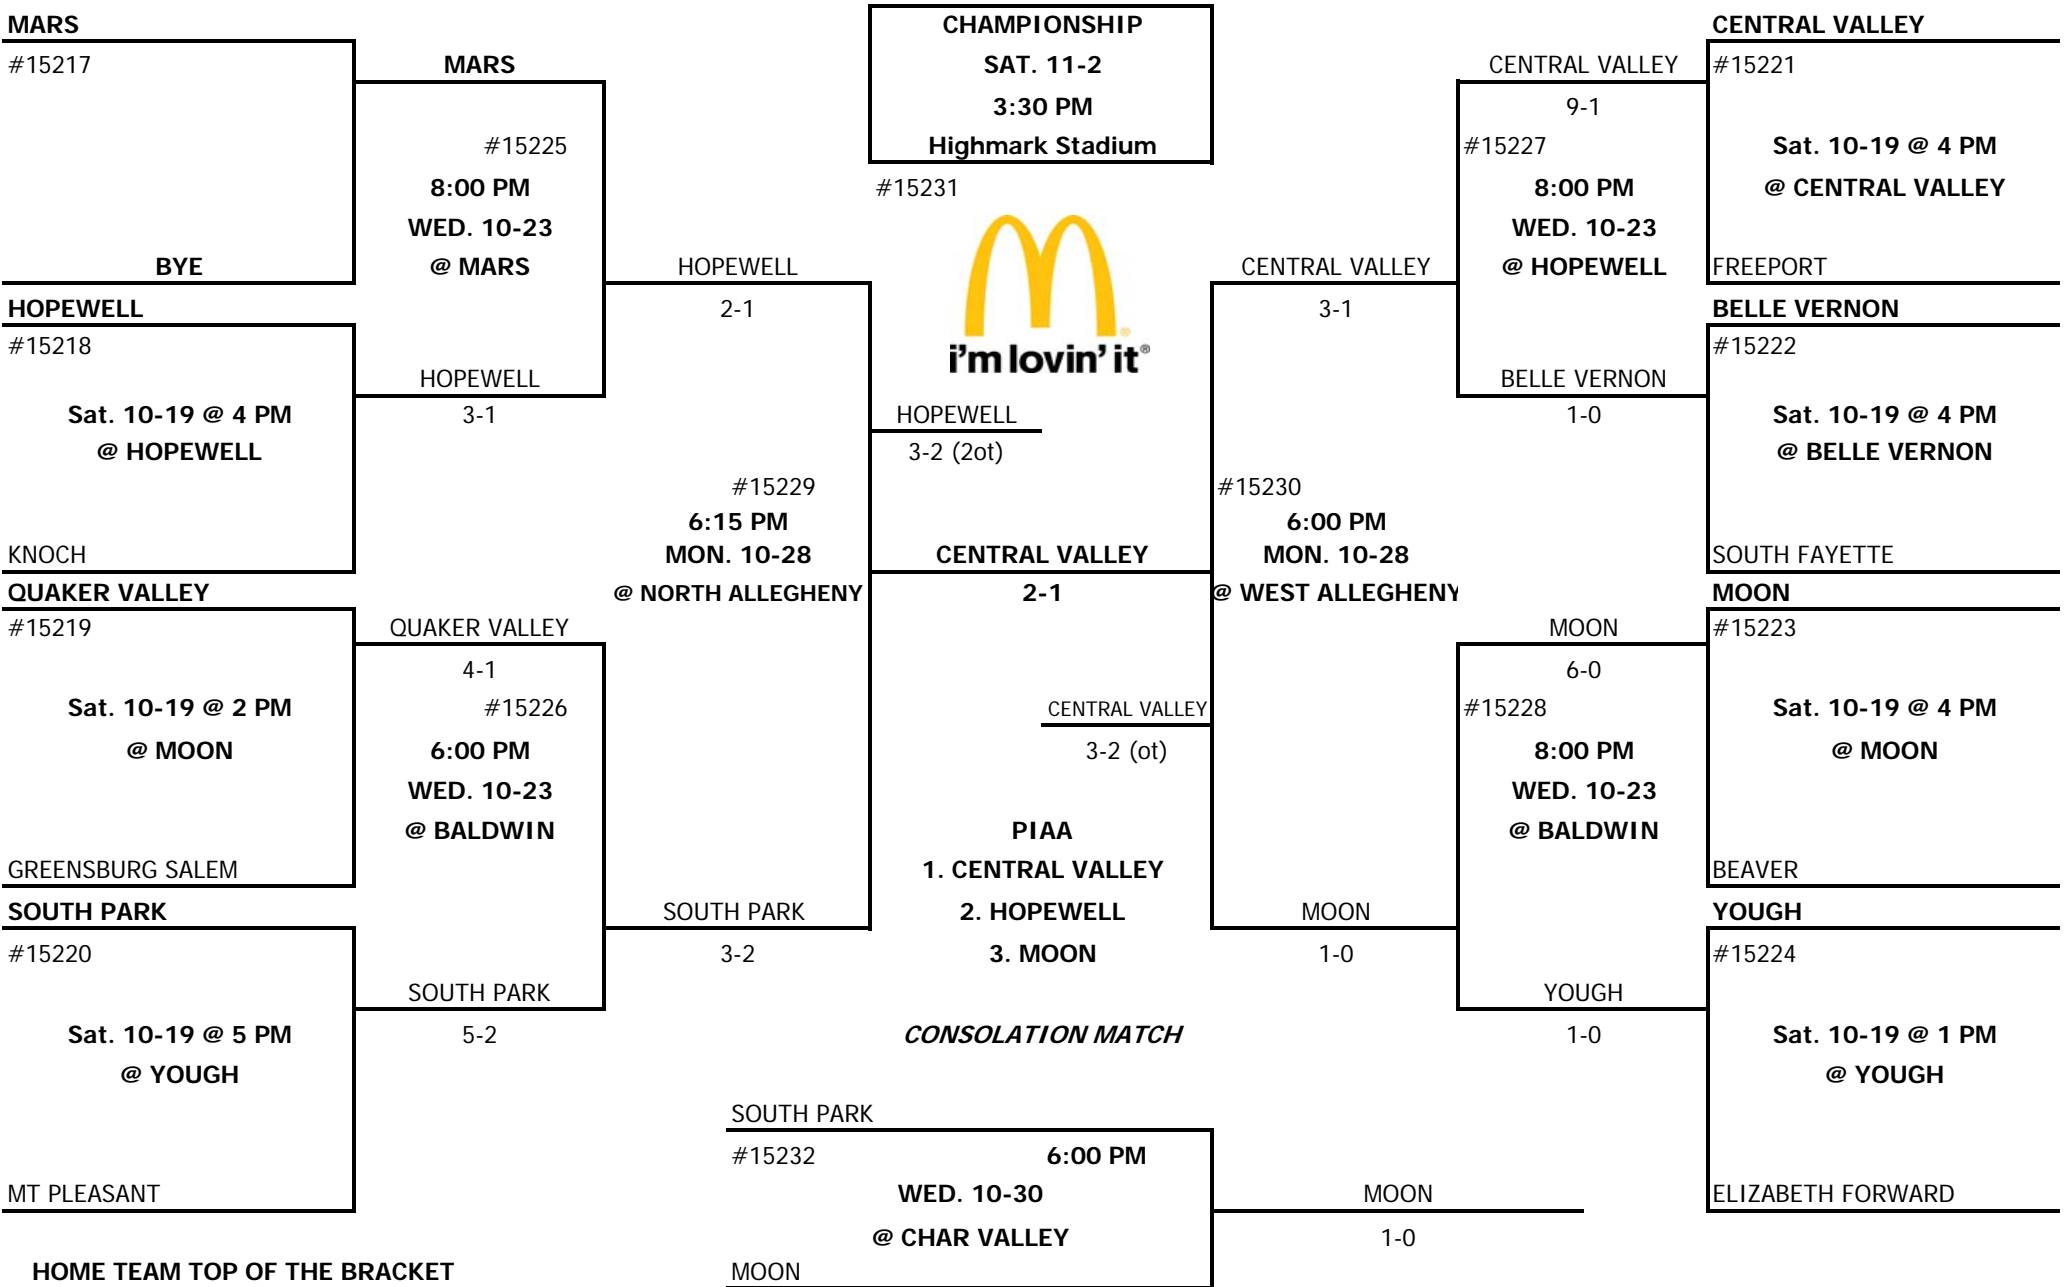 MARS
#15217
BYE
HOPEWELL
#15218
Sat. 10-19 @ 4 PM
@ HOPEWELL
KNOCH
QUAKER VALLEY
#15219
Sat. 10-19 @ 2 PM
@ MOON
GREENSBURG SALEM
SOUTH PARK
#15220
Sat. 10-19 @ 5 PM
@ YOUGH
MT PLEASANT
HOME TEAM TOP OF THE BRACKET
MARS
#15225
8:00 PM
WED. 10-23
@ MARS
HOPEWELL
3-1
QUAKER VALLEY
4-1
#15226
6:00 PM
WED. 10-23
@ BALDWIN
SOUTH PARK
5-2
HOPEWELL
2-1
#15229
6:15 PM
MON. 10-28
@ NORTH ALLEGHENY
SOUTH PARK
3-2
CHAMPIONSHIP
SAT. 11-2
3:30 PM
Highmark Stadium
#15231
i'm lovin' it®
HOPEWELL
3-2 (2ot)
CENTRAL VALLEY
2-1
CENTRAL VALLEY
3-2 (ot)
PIAA
1. CENTRAL VALLEY
2. HOPEWELL
3. MOON
CONSOLATION MATCH
SOUTH PARK
#15232 6:00 PM
WED. 10-30
@ CHAR VALLEY
MOON
MOON
1-0
CENTRAL VALLEY
3-1
#15230
6:00 PM
MON. 10-28
@ WEST ALLEGHENY
MOON
1-0
CENTRAL VALLEY
9-1
#15227
8:00 PM
WED. 10-23
@ HOPEWELL
BELLE VERNON
1-0
MOON
6-0
#15228
8:00 PM
WED. 10-23
@ BALDWIN
YOUGH
1-0
CENTRAL VALLEY
#15221
Sat. 10-19 @ 4 PM
@ CENTRAL VALLEY
FREEPORT
BELLE VERNON
#15222
Sat. 10-19 @ 4 PM
@ BELLE VERNON
SOUTH FAYETTE
MOON
#15223
Sat. 10-19 @ 4 PM
@ MOON
BEAVER
YOUGH
#15224
Sat. 10-19 @ 1 PM
@ YOUGH
ELIZABETH FORWARD